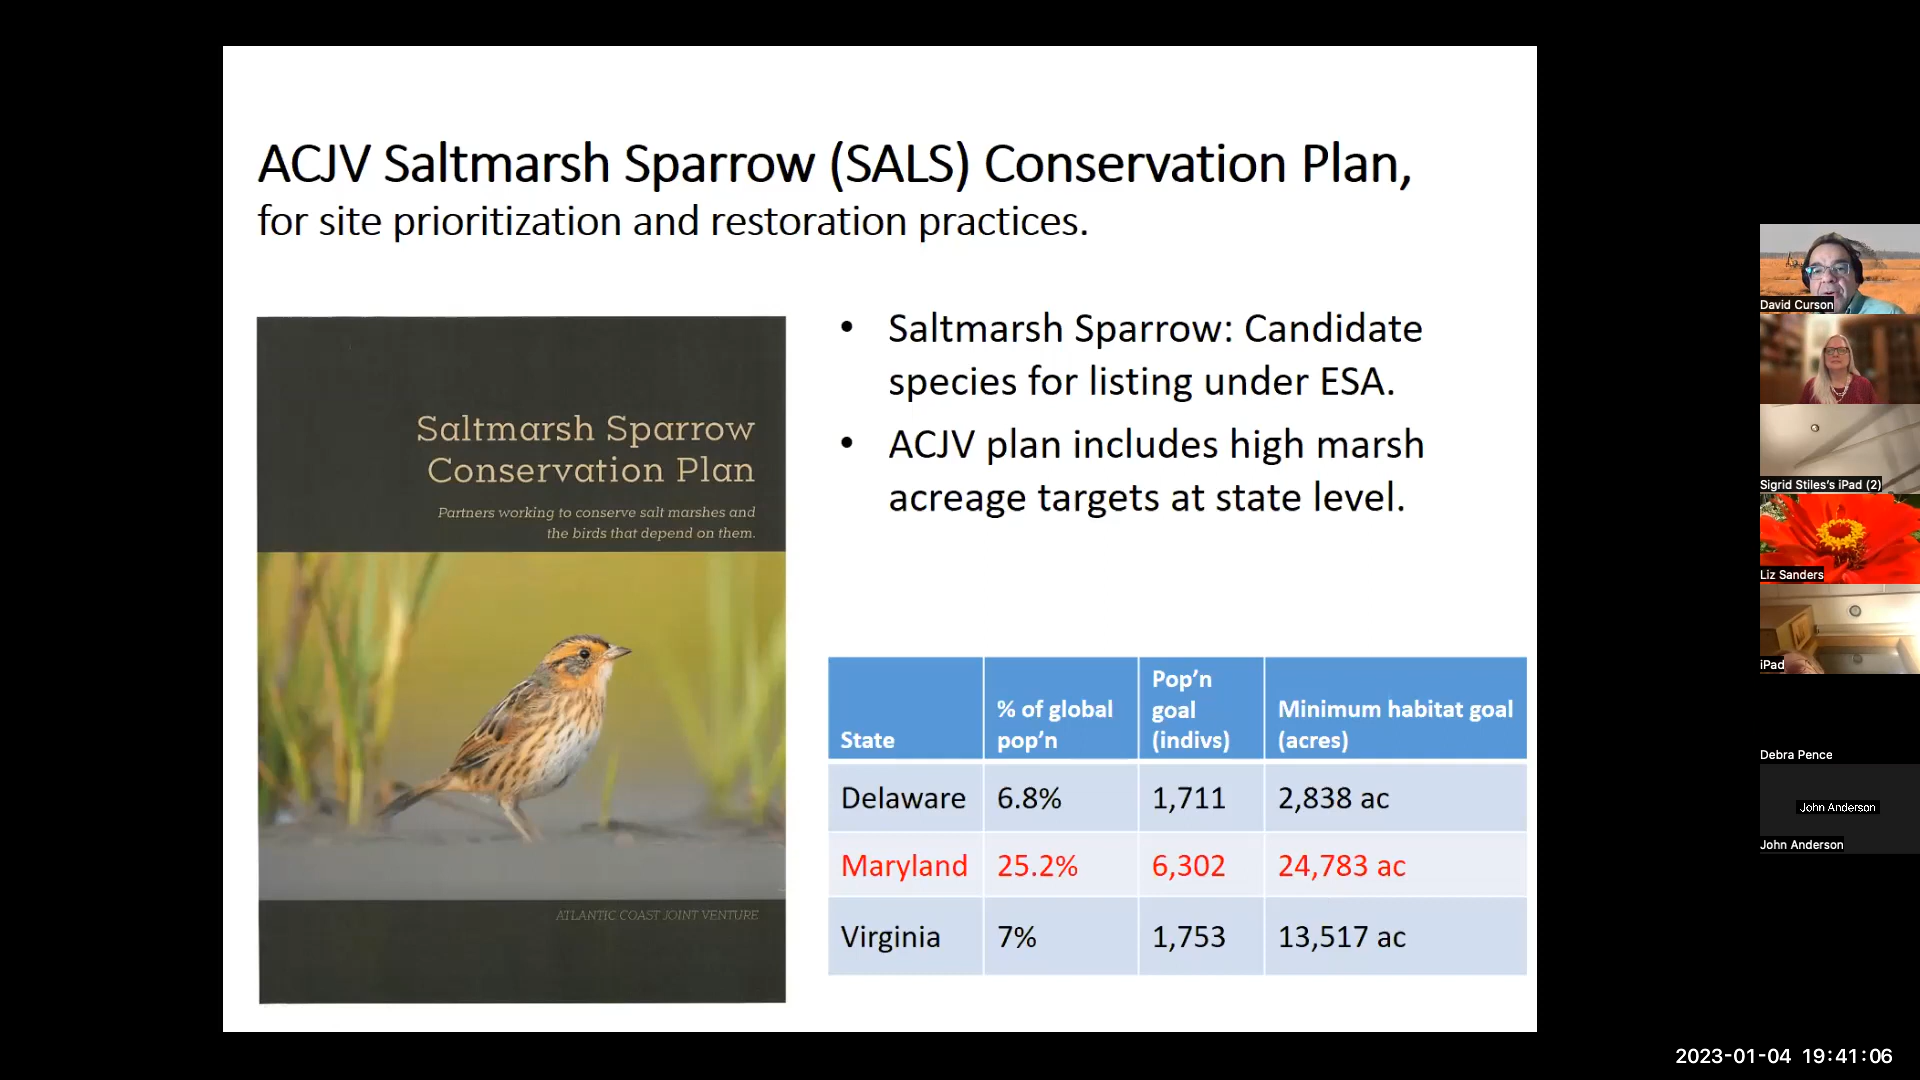 ACJV Saltmarsh Sparrow (SALS) Conservation Plan,
for site prioritization and restoration practices.
Saltmarsh Sparrow
Conservation Plan
Partners working to conserve salt marshes and
the birds that depend on them.
ATLANTIC COAST JOINT VENTURE
• Saltmarsh Sparrow: Candidate
species for listing under ESA.
• ACJV plan includes high marsh
acreage targets at state level.
State
% of global
pop’n
Pop’n
goal
(indivs)
Minimum habitat goal
(acres)
Delaware 6.8% 1,711 2,838 ac
Maryland 25.2% 6,302 24,783 ac
Virginia 7% 1,753 13,517 ac
David Curson
Sigrid Stiles's iPad (2)
Liz Sanders
iPad
Debra Pence
John Anderson
John Anderson
2023-01-04 19:41:06